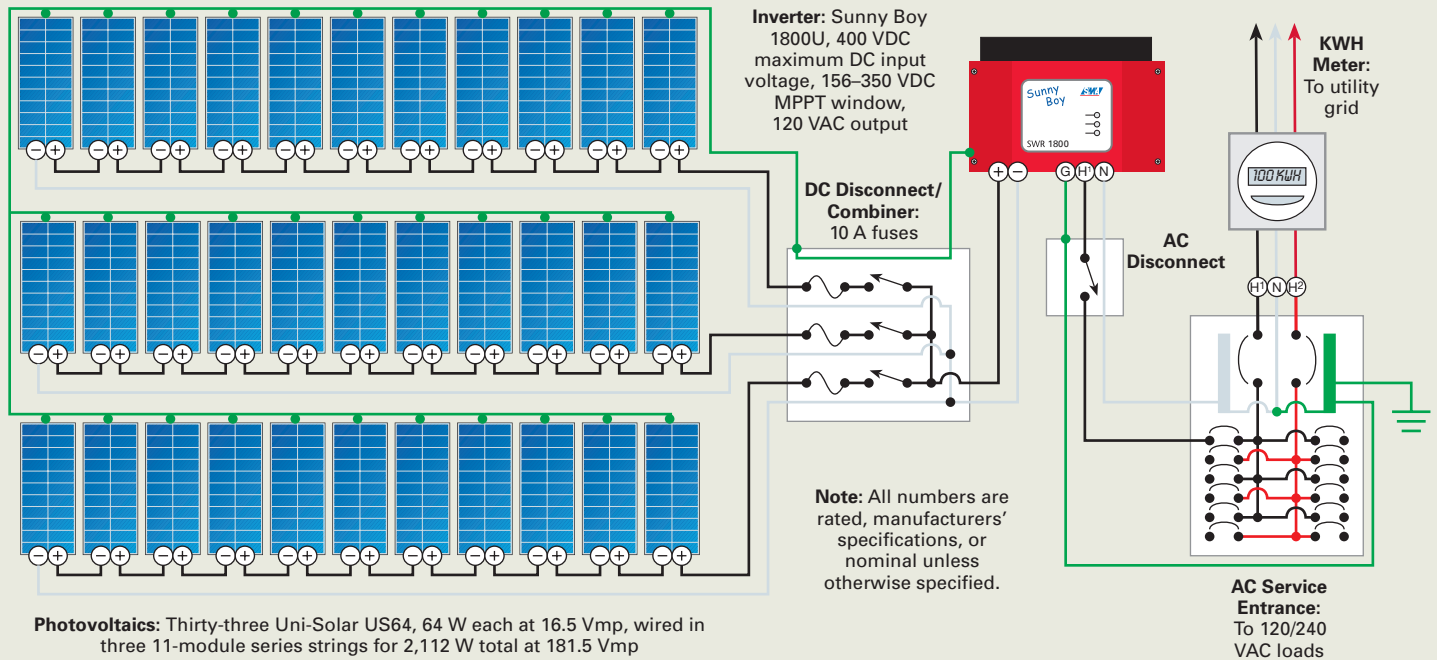 Inverter: Sunny Boy
1800U, 400 VDC
maximum DC input
voltage, 156–350 VDC
MPPT window,
120 VAC output
Sunny
Boy
SMA
SWR 1800
+ −
G H1 N
KWH
Meter:
To utility
grid
100 KWH
DC Disconnect/
Combiner:
10 A fuses
AC
Disconnect
H1 N H2
− + − + − + − + − + − + − + − + − + − + − +
− + − + − + − + − + − + − + − + − + − + − +
− + − + − + − + − + − + − + − + − + − + − +
Note: All numbers are
rated, manufacturers’
specifications, or
nominal unless
otherwise specified.
AC Service
Entrance:
To 120/240
VAC loads
Photovoltaics: Thirty-three Uni-Solar US64, 64 W each at 16.5 Vmp, wired in
three 11-module series strings for 2,112 W total at 181.5 Vmp